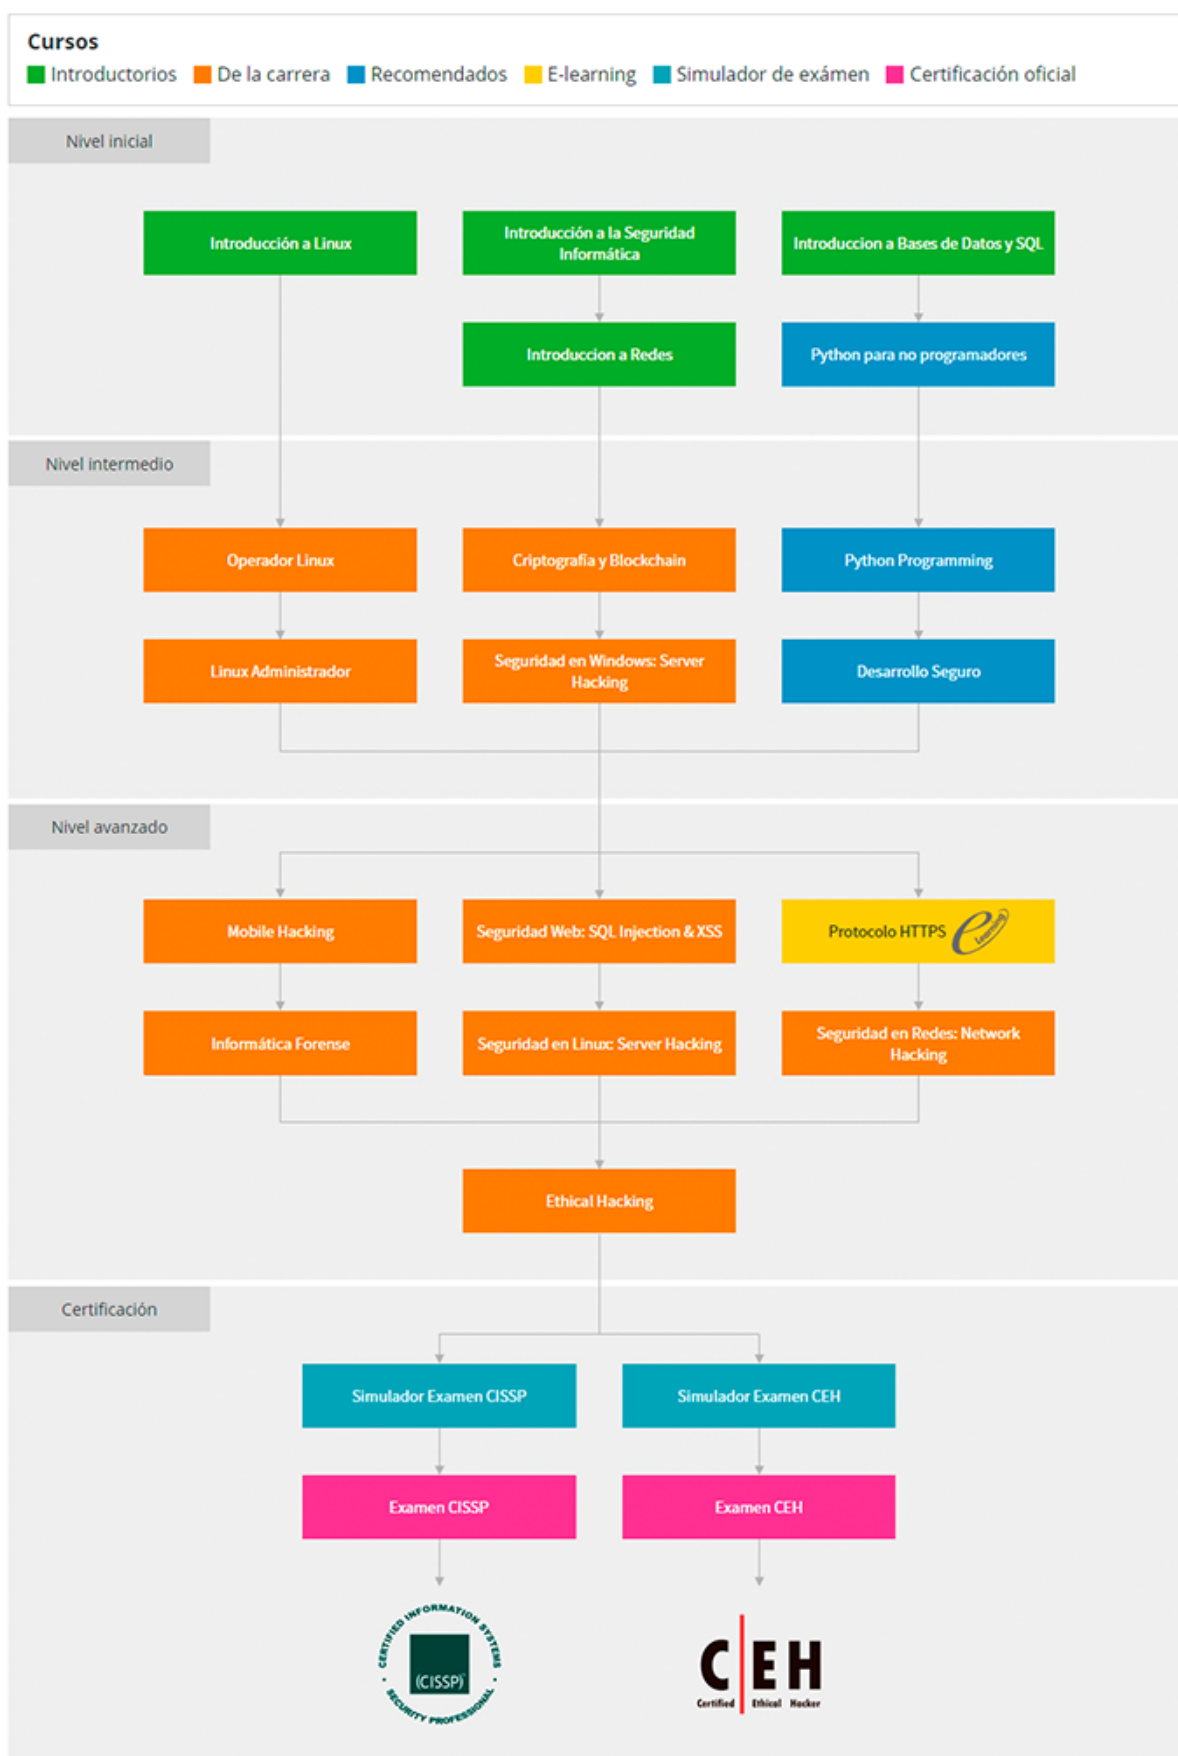 Cursos
Introductorios De la carrera Recomendados E-learning Simulador de exámen Certificación oficial
Nivel inicial
Introducción a Linux
Introducción a la Seguridad
Informática
Introduccion a Bases de Datos y SQL
Introduccion a Redes
Python para no programadores
Nivel intermedio
Operador Linux
Criptografía y Blockchain
Python Programming
Linux Administrador
Seguridad en Windows: Server
Hacking
Desarrollo Seguro
Nivel avanzado
Mobile Hacking
Seguridad Web: SQL Injection & XSS
Protocolo HTTPS
e Learning
Informática Forense
Seguridad en Linux: Server Hacking
Seguridad en Redes: Network
Hacking
Ethical Hacking
Certificación
Simulador Examen CISSP
Simulador Examen CEH
Examen CISSP
Examen CEH
CERTIFIED INFORMATION SYSTEMS
(CISSP)
SECURITY PROFESSIONAL
C EH
Certified Ethical Hacker